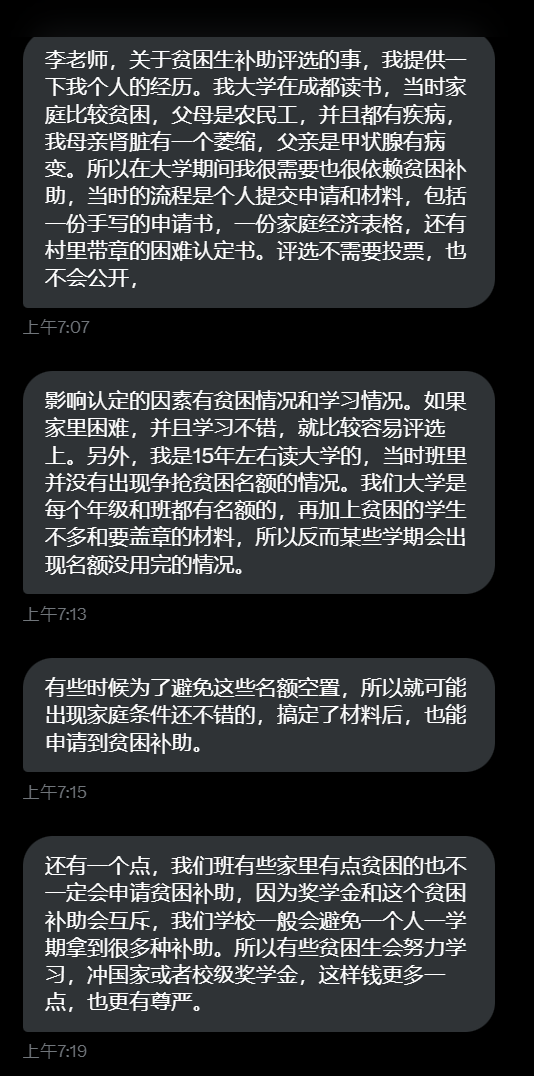 李老师，关于贫困生补助评选的事，我提供一
下我个人的经历。我大学在成都读书，当时家
庭比较贫困，父母是农民工，并且都有疾病，
我母亲肾脏有一个萎缩，父亲是甲状腺有病
变。所以在大学期间我很需要也很依赖贫困补
助，当时的流程是个人提交申请和材料，包括
一份手写的申请书，一份家庭经济表格，还有
村里带章的困难认定书。评选不需要投票，也
不会公开，
上午7:07
影响认定的因素有贫困情况和学习情况。如果
家里困难，并且学习不错，就比较容易评选
上。另外，我是15年左右读大学的，当时班里
并没有出现争抢贫困名额的情况。我们大学是
每个年级和班都有名额的，再加上贫困的学生
不多和要盖章的材料，所以反而某些学期会出
现名额没用完的情况。
上午7:13
有些时候为了避免这些名额空置，所以就可能
出现家庭条件还不错的，搞定了材料后，也能
申请到贫困补助。
上午7:15
还有一个点，我们班有些家里有点贫困的也不
一定会申请贫困补助，因为奖学金和这个贫困
补助会互斥，我们学校一般会避免一个人一学
期拿到很多种补助。所以有些贫困生会努力学
习，冲国家或者校级奖学金，这样钱更多一
点，也更有尊严。
上午7:19